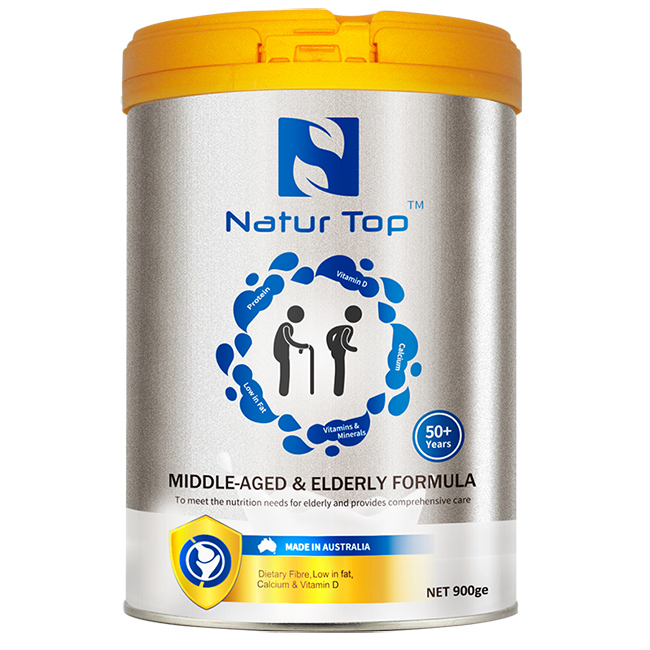 Natur Top™
Vitamin D
Protein
Calcium
Low in Fat
Vitamins &
Minerals
50+
Years
MIDDLE-AGED & ELDERLY FORMULA
To meet the nutrition needs for elderly and provides comprehensive care
MADE IN AUSTRALIA
Dietary Fibre, Low in fat,
Calcium & Vitamin D
NET 900ge